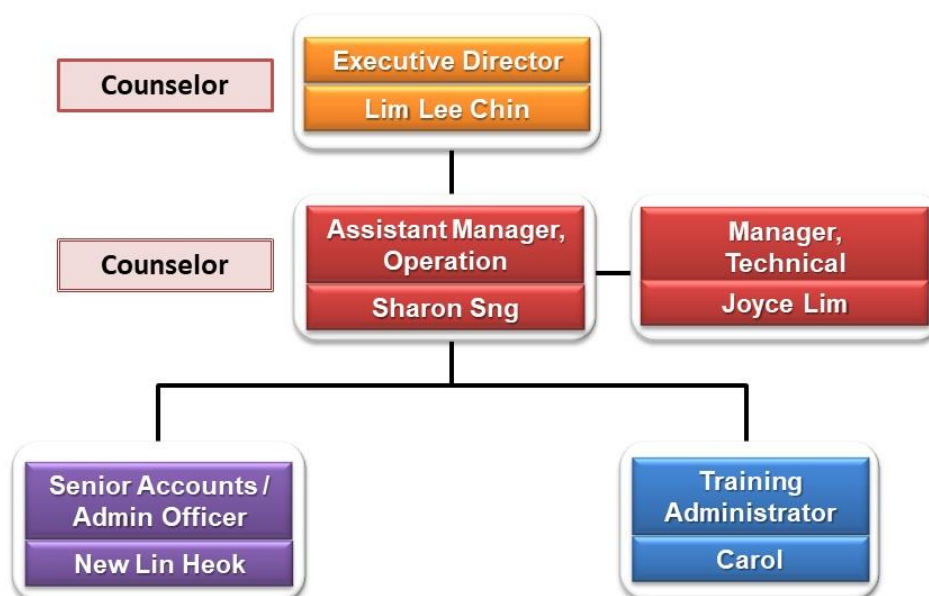 Counselor
Executive Director
Lim Lee Chin
Counselor
Assistant Manager,
Operation
Sharon Sng
Manager,
Technical
Joyce Lim
Senior Accounts /
Admin Officer
New Lin Heok
Training
Administrator
Carol